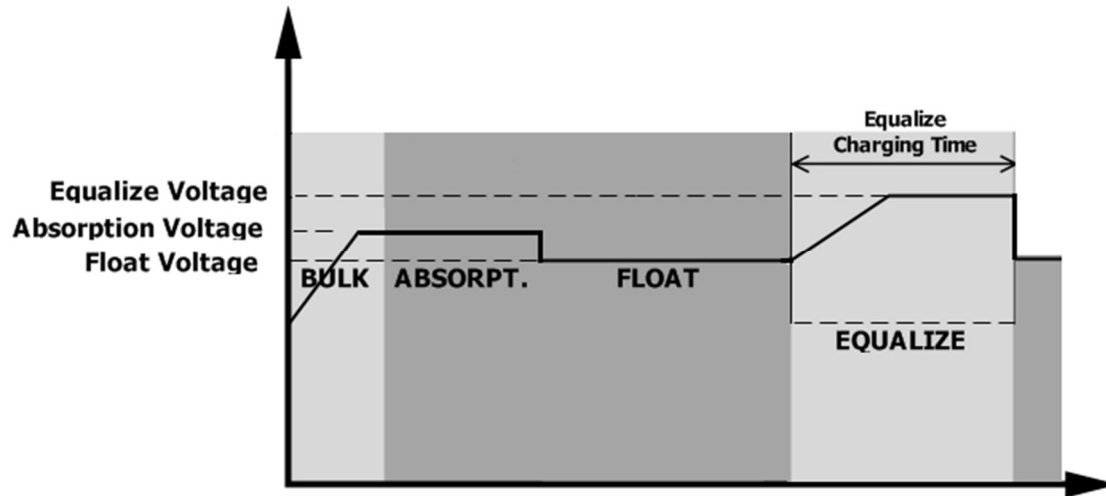 Equalize
Charging Time
Equalize Voltage
Absorption Voltage
Float Voltage
BULK ABSORPT. FLOAT
EQUALIZE